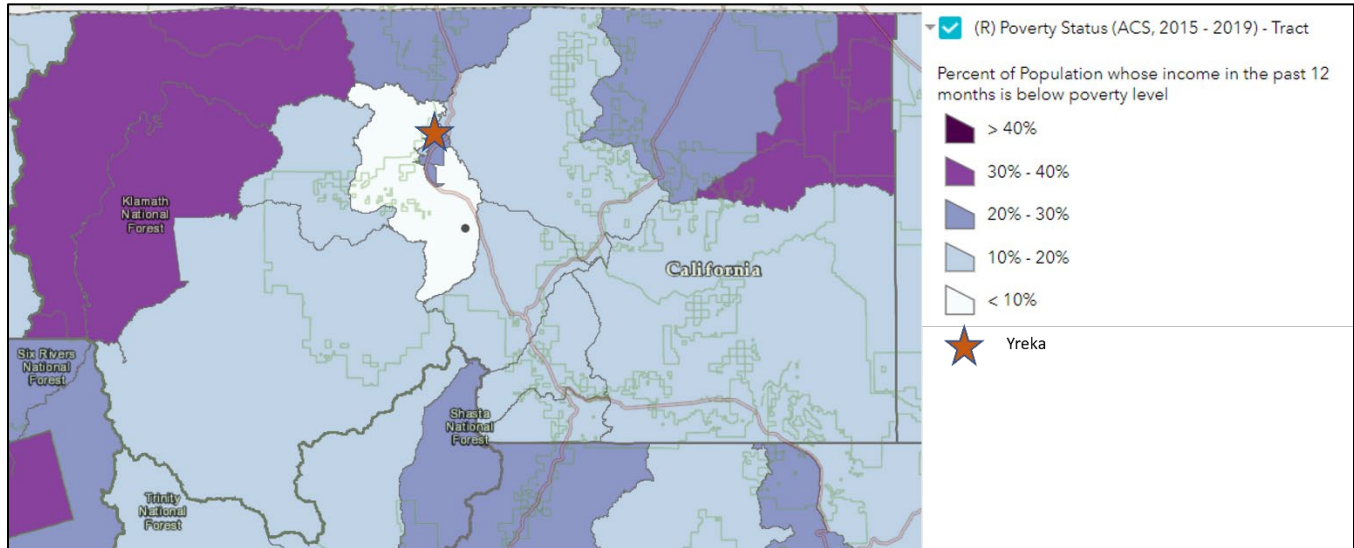 (R) Poverty Status (ACS, 2015 - 2019) - Tract
Percent of Population whose income in the past 12
months is below poverty level
> 40%
30% - 40%
20% - 30%
10% - 20%
< 10%
Yreka
Klamath
National
Forest
California
Six Rivers
National
Forest
Shasta
National
Forest
Trinity
National
Forest